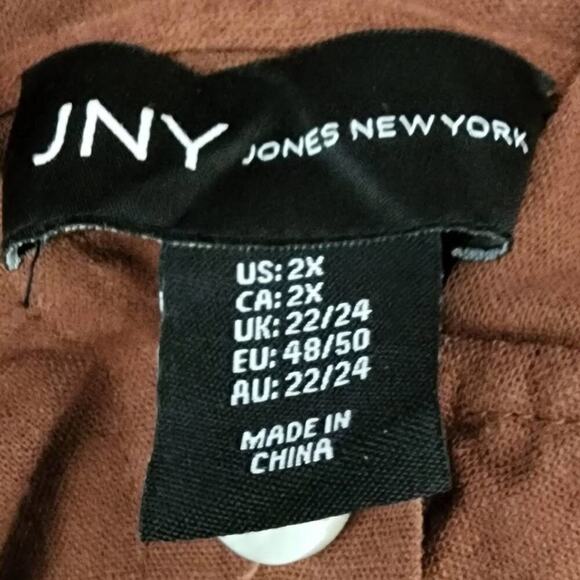 JNY JONES NEW YORK
US: 2X
CA: 2X
UK: 22/24
EU: 48/50
AU: 22/24
MADE IN
CHINA